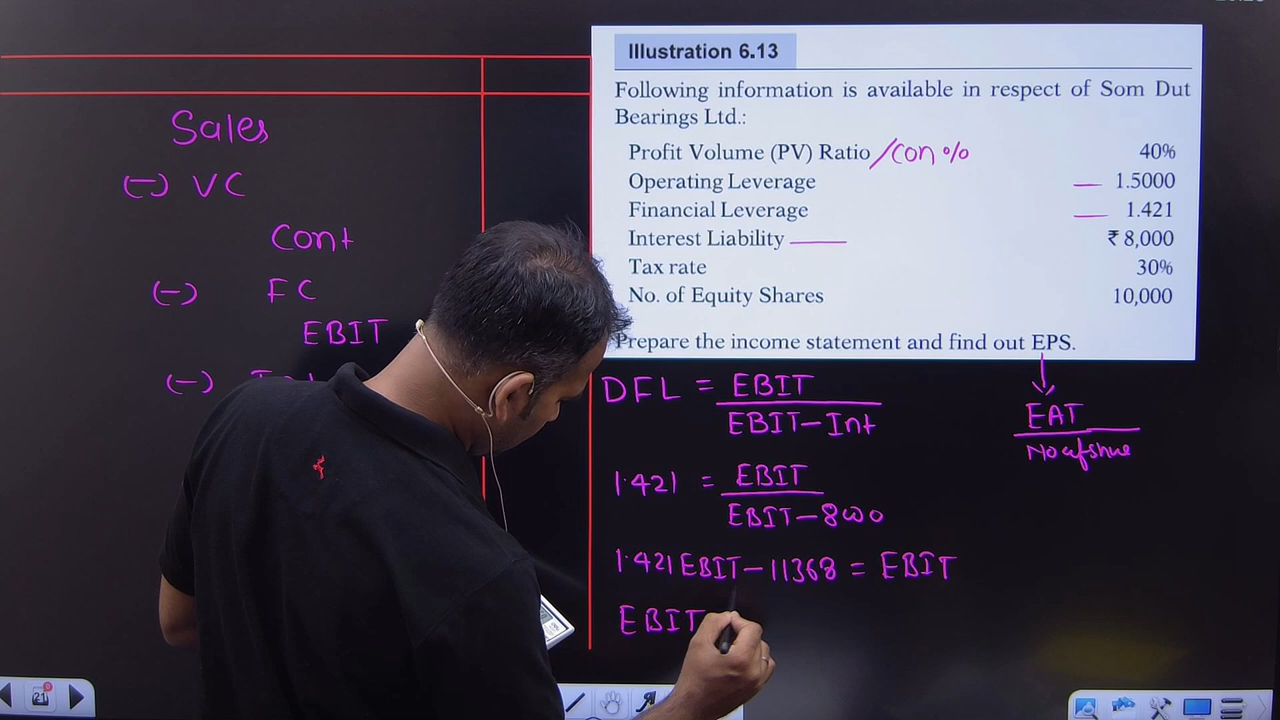 Sales
(-) VC
Cont
(-) FC
EBIT
(-)
Illustration 6.13
Following information is available in respect of Som Dut
Bearings Ltd.:
Profit Volume (PV) Ratio /Con % 40%
Operating Leverage 1.5000
Financial Leverage 1.421
Interest Liability ₹ 8,000
Tax rate 30%
No. of Equity Shares 10,000
Prepare the income statement and find out EPS.
DFL = EBIT
EBIT-Int
EAT
No of share
1.421 = EBIT
EBIT-8000
1.421 EBIT-11368 = EBIT
EBIT
21